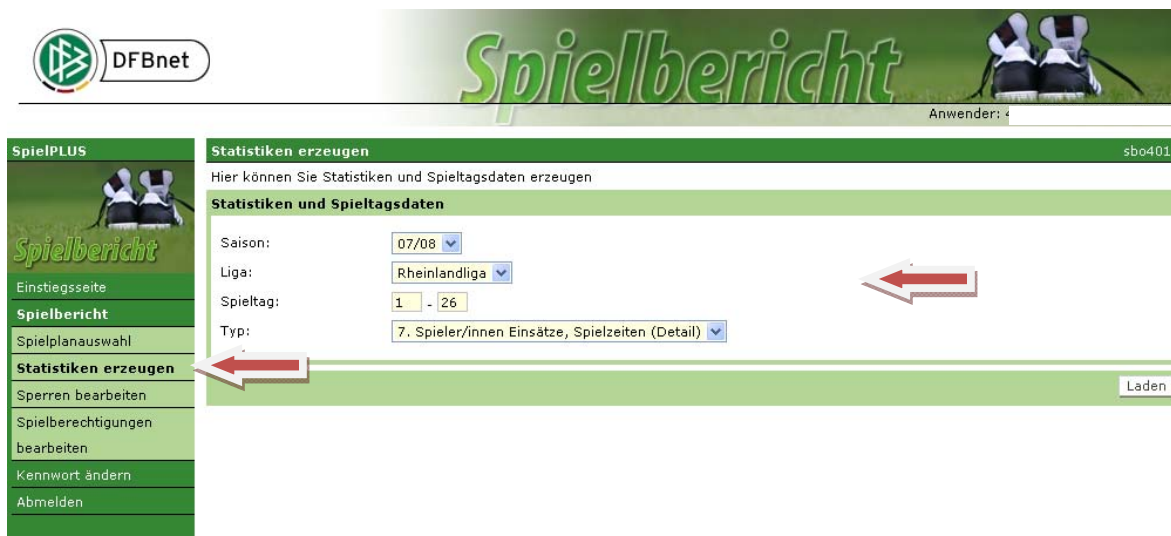 DFBnet
Spielbericht
Anwender:
SpielPLUS
Spielbericht
Einstiegsseite
Spielbericht
Spielplanauswahl
Statistiken erzeugen
Sperren bearbeiten
Spielberechtigungen
bearbeiten
Kennwort ändern
Abmelden
Statistiken erzeugen sbo401
Hier können Sie Statistiken und Spieltagsdaten erzeugen
Statistiken und Spieltagsdaten
Saison: 07/08
Liga: Rheinlandliga
Spieltag: 1 - 26
Typ: 7. Spieler/innen Einsätze, Spielzeiten (Detail)
Laden